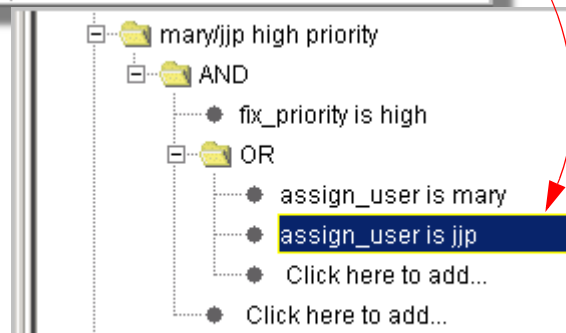 mary/jjp high priority
AND
fix_priority is high
OR
assign_user is mary
assign_user is jjp
Click here to add...
Click here to add...